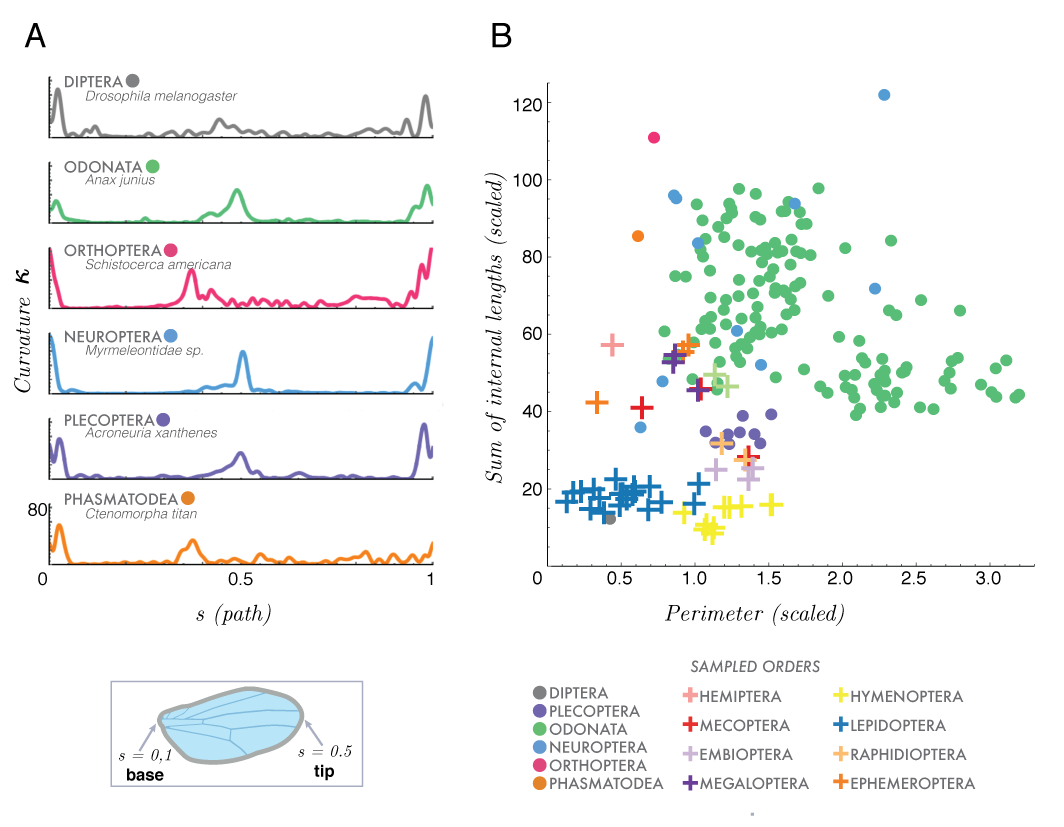 A
DIPTERA
Drosophila melanogaster
ODONATA
Anax junius
ORTHOPTERA
Schistocerca americana
NEUROPTERA
Myrmeleontidae sp.
PLECOPTERA
Acroneuria xanthenes
PHASMATODEA
Ctenomorpha titan
80
Curvature κ
0 0.5 1
s (path)
s = 0,1
base
s = 0.5
tip
B
120
100
80
60
40
20
0 0.5 1.0 1.5 2.0 2.5 3.0
Sum of internal lengths (scaled)
Perimeter (scaled)
SAMPLED ORDERS
DIPTERA
PLECOPTERA
ODONATA
NEUROPTERA
ORTHOPTERA
PHASMATODEA
HEMIPTERA
MECOPTERA
EMBIOPTERA
MEGALOPTERA
HYMENOPTERA
LEPIDOPTERA
RAPHIDIOPTERA
EPHEMEROPTERA